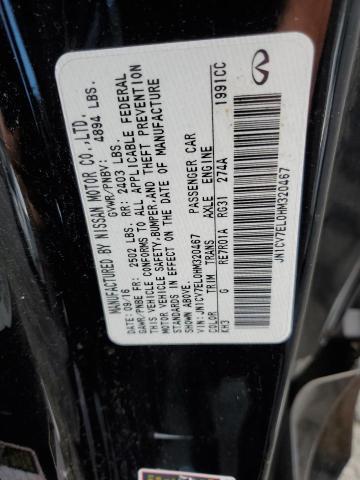 MANUFACTURED BY NISSAN MOTOR CO.,LTD.
GVWR/PNBV: 4894 LBS.
DATE: 09/16
GAWR/PNBE FR: 2502 LBS. RR: 2403 LBS.
THIS VEHICLE CONFORMS TO ALL APPLICABLE FEDERAL
MOTOR VEHICLE SAFETY, BUMPER, AND THEFT PREVENTION
STANDARDS IN EFFECT ON THE DATE OF MANUFACTURE
SHOWN ABOVE.
VIN: JN1CV7EL0HM320467 PASSENGER CAR
COLOR TRIM TRANS AXLE ENGINE
KH3 G RE7R01A RG31 274A 1991CC
JN1CV7EL0HM320467